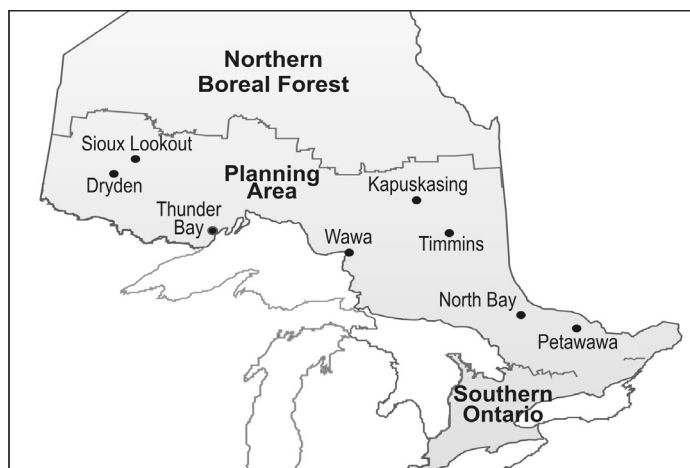 Northern
Boreal Forest
Sioux Lookout
Dryden
Planning
Area
Kapuskasing
Thunder
Bay
Wawa
Timmins
North Bay
Petawawa
Southern
Ontario